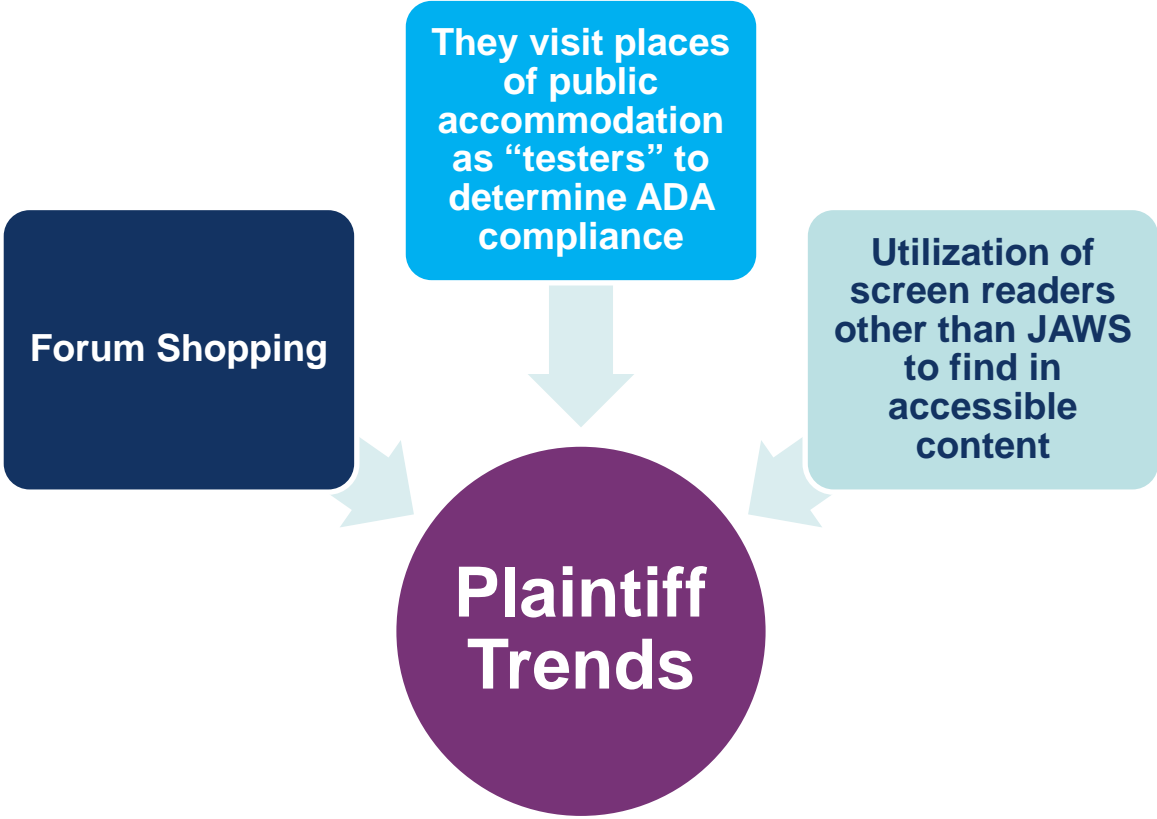 Forum Shopping
They visit places
of public
accommodation
as “testers” to
determine ADA
compliance
Utilization of
screen readers
other than JAWS
to find in
accessible
content
Plaintiff
Trends